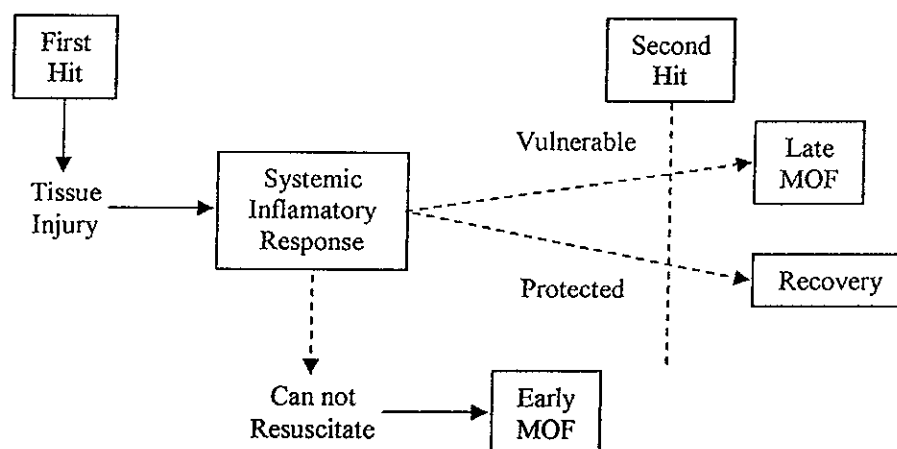 First
Hit
Second
Hit
Vulnerable
Late
MOF
Tissue
Injury
Systemic
Inflamatory
Response
Protected
Recovery
Can not
Resuscitate
Early
MOF